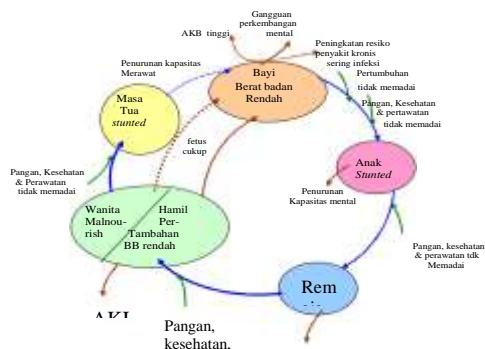 Gangguan
perkembangan
mental
AKB tinggi
Peningkatan resiko
penyakit kronis
sering infeksi
Penurunan kapasitas
Merawat
Bayi
Berat badan
Rendah
Pertumbuhan
tidak memadai
Pangan, Kesehatan
& pertawatan
tidak memadai
Masa
Tua
stunted
fetus
cukup
Anak
Stunted
Pangan, Kesehatan
& Perawatan
tidak memadai
Penurunan
Kapasitas mental
Wanita
Malnou-
rish
Hamil
Per-
Tambahan
BB rendah
Pangan, kesehatan
& perawatan tdk
Memadai
Rem
Pangan,
kesehatan,